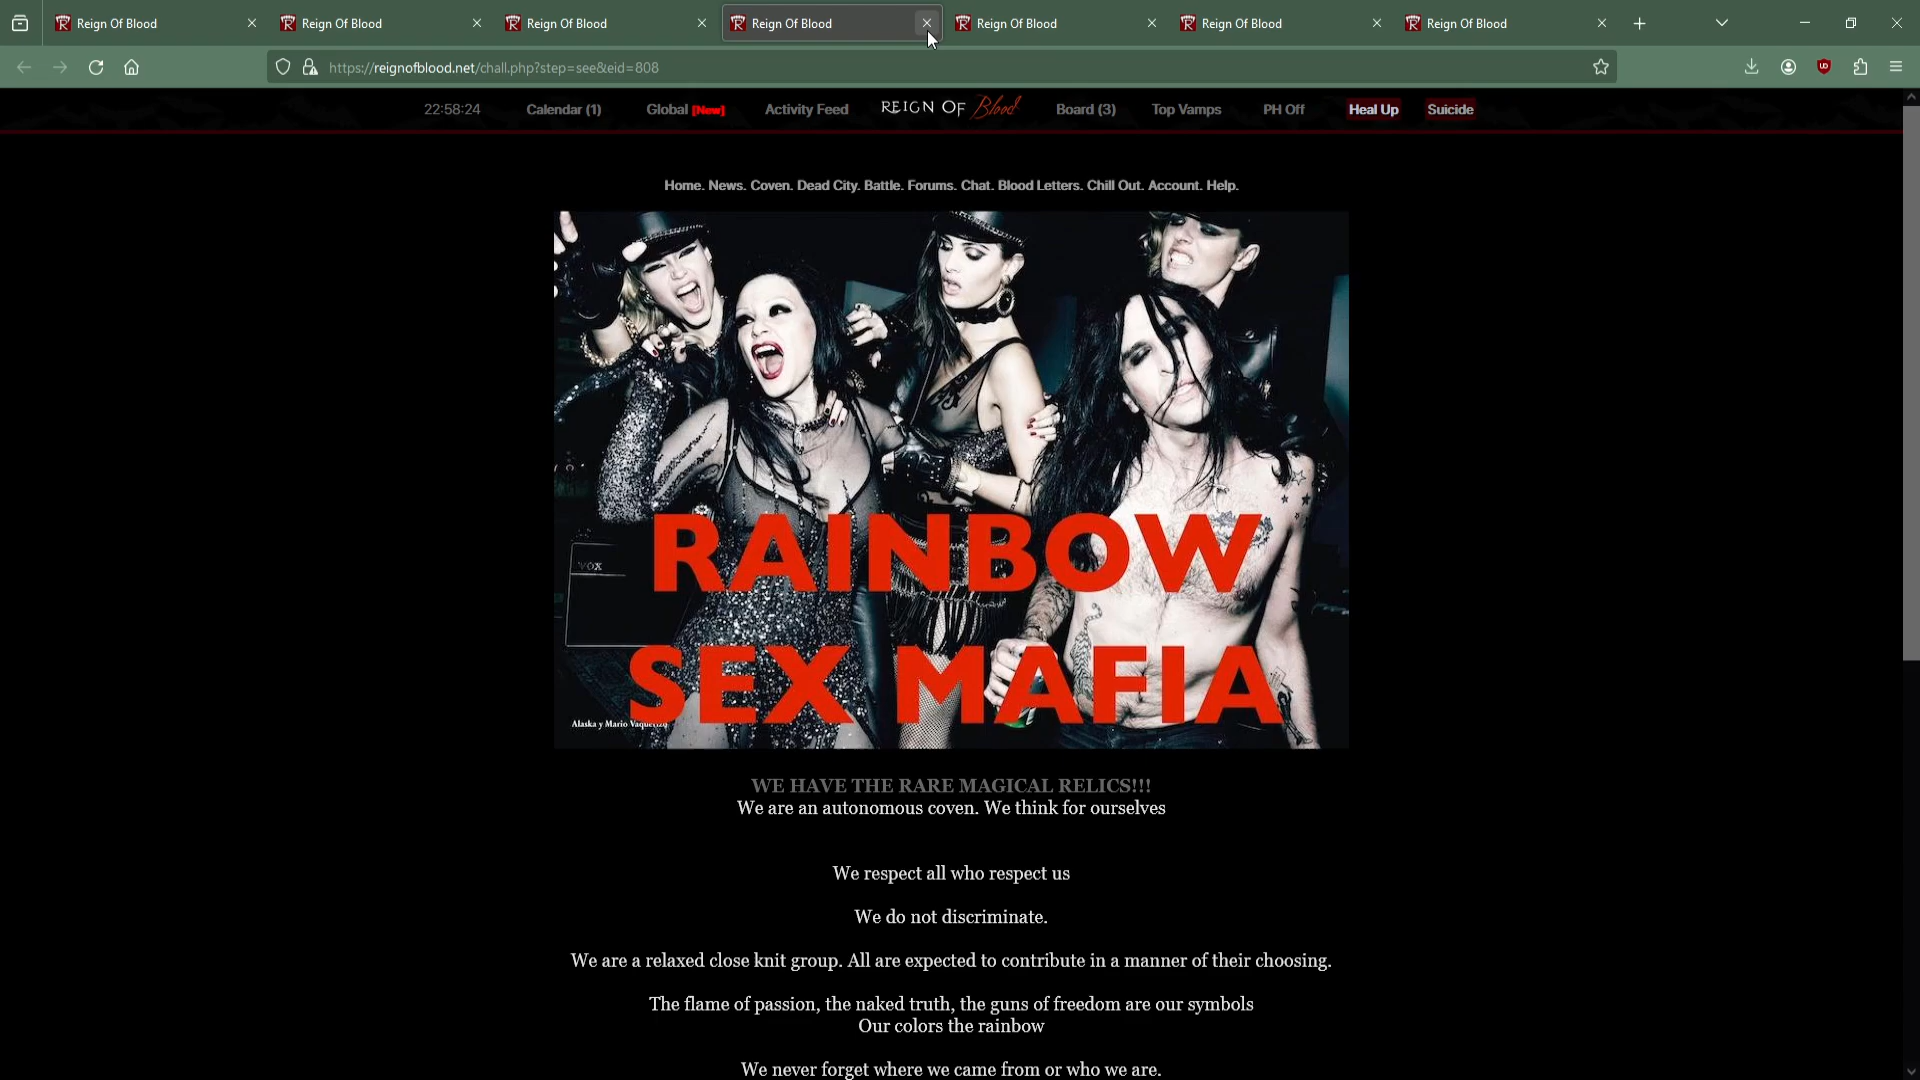 Reign Of Blood
Reign Of Blood
Reign Of Blood
Reign Of Blood
Reign Of Blood
Reign Of Blood
Reign Of Blood
https://reignofblood.net/chall.php?step=see&eid=808
22:58:24 Calendar (1) Global [New] Activity Feed REIGN OF Blood Board (3) Top Vamps PH Off Heal Up Suicide
Home. News. Coven. Dead City. Battle. Forums. Chat. Blood Letters. Chill Out. Account. Help.
VOX
RAINBOW
SEX MAFIA
Alaska y Mario
WE HAVE THE RARE MAGICAL RELICS!!!
We are an autonomous coven. We think for ourselves
We respect all who respect us
We do not discriminate.
We are a relaxed close knit group. All are expected to contribute in a manner of their choosing.
The flame of passion, the naked truth, the guns of freedom are our symbols
Our colors the rainbow
We never forget where we came from or who we are.